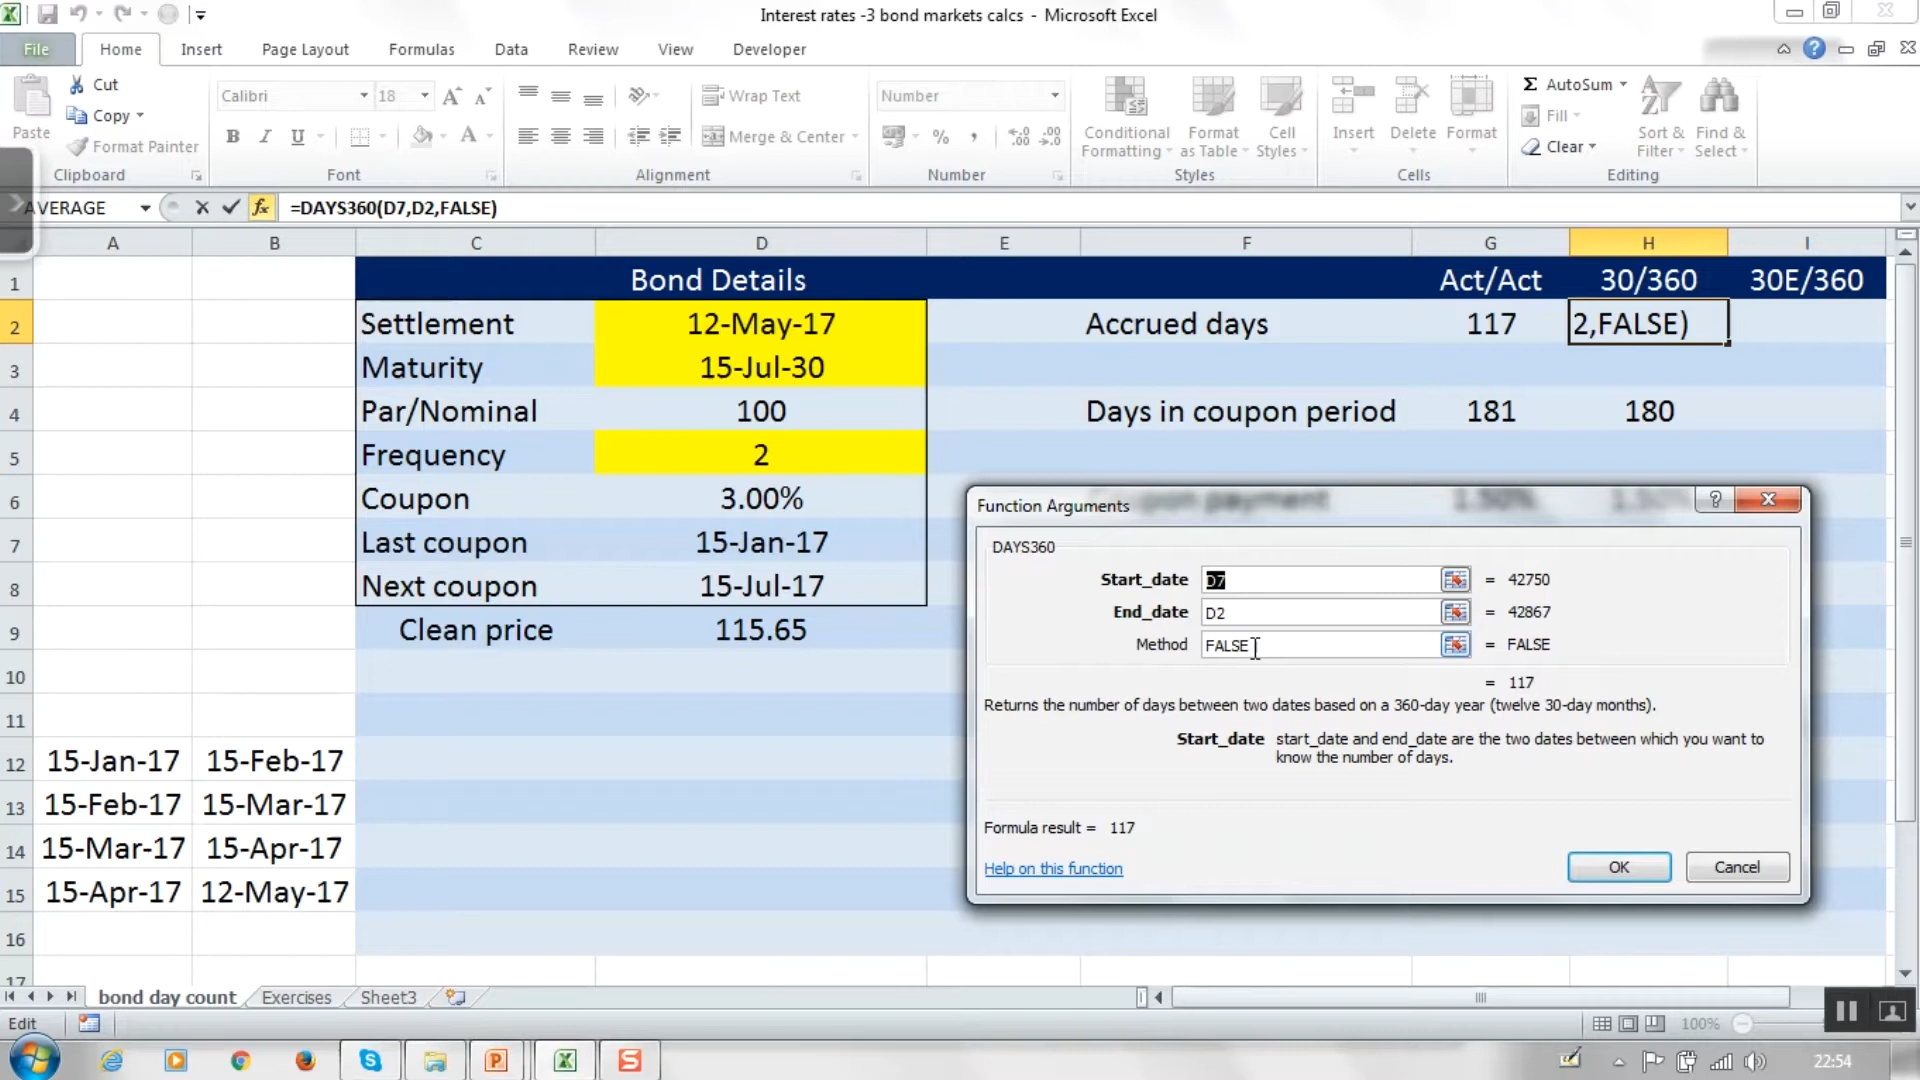 Interest rates -3 bond markets calcs - Microsoft Excel
File Home Insert Page Layout Formulas Data Review View Developer
Paste
Cut
Copy
Format Painter
Clipboard
Calibri 18
B I U
Font
Wrap Text
Merge & Center
Alignment
Number
%
Number
Conditional Formatting
Format as Table
Cell Styles
Styles
Insert Delete Format
Cells
Σ AutoSum
Fill
Clear
Sort & Filter
Find & Select
Editing
AVERAGE fx =DAYS360(D7,D2,FALSE)
A B C D E F G H I
1 Bond Details Act/Act 30/360 30E/360
2 Settlement 12-May-17 Accrued days 117 2,FALSE)
3 Maturity 15-Jul-30
4 Par/Nominal 100 Days in coupon period 181 180
5 Frequency 2
6 Coupon 3.00% Coupon payment 1.50% 1.50%
7 Last coupon 15-Jan-17
8 Next coupon 15-Jul-17
9 Clean price 115.65
10
11
12 15-Jan-17 15-Feb-17
13 15-Feb-17 15-Mar-17
14 15-Mar-17 15-Apr-17
15 15-Apr-17 12-May-17
16
17
Function Arguments
DAYS360
Start_date D7 = 42750
End_date D2 = 42867
Method FALSE = FALSE
= 117
Returns the number of days between two dates based on a 360-day year (twelve 30-day months).
Start_date start_date and end_date are the two dates between which you want to
know the number of days.
Formula result = 117
Help on this function
OK Cancel
bond day count Exercises Sheet3
Edit 100%
22:54